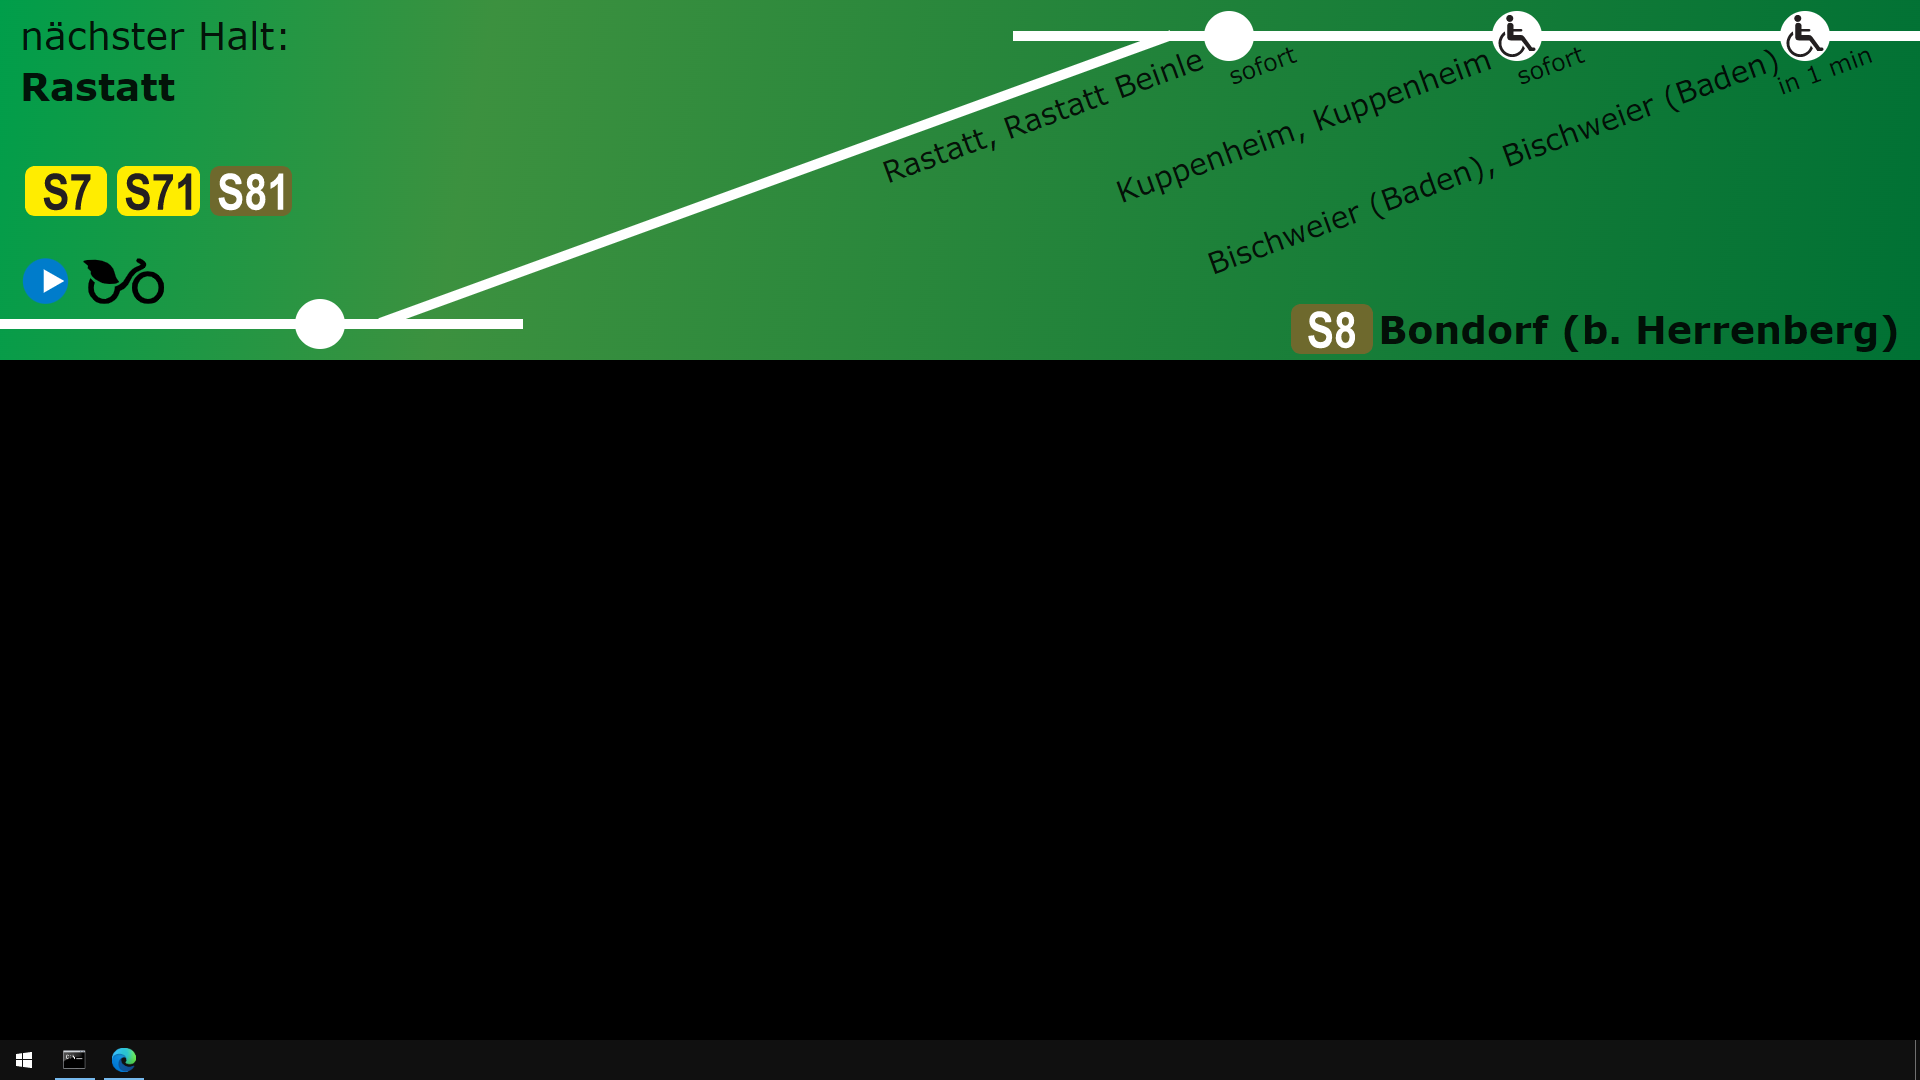 nächster Halt:
Rastatt
S7 S71 S81
Rastatt, Rastatt Beinle
sofort
Kuppenheim, Kuppenheim
sofort
Bischweier (Baden), Bischweier (Baden)
in 1 min
S8 Bondorf (b. Herrenberg)